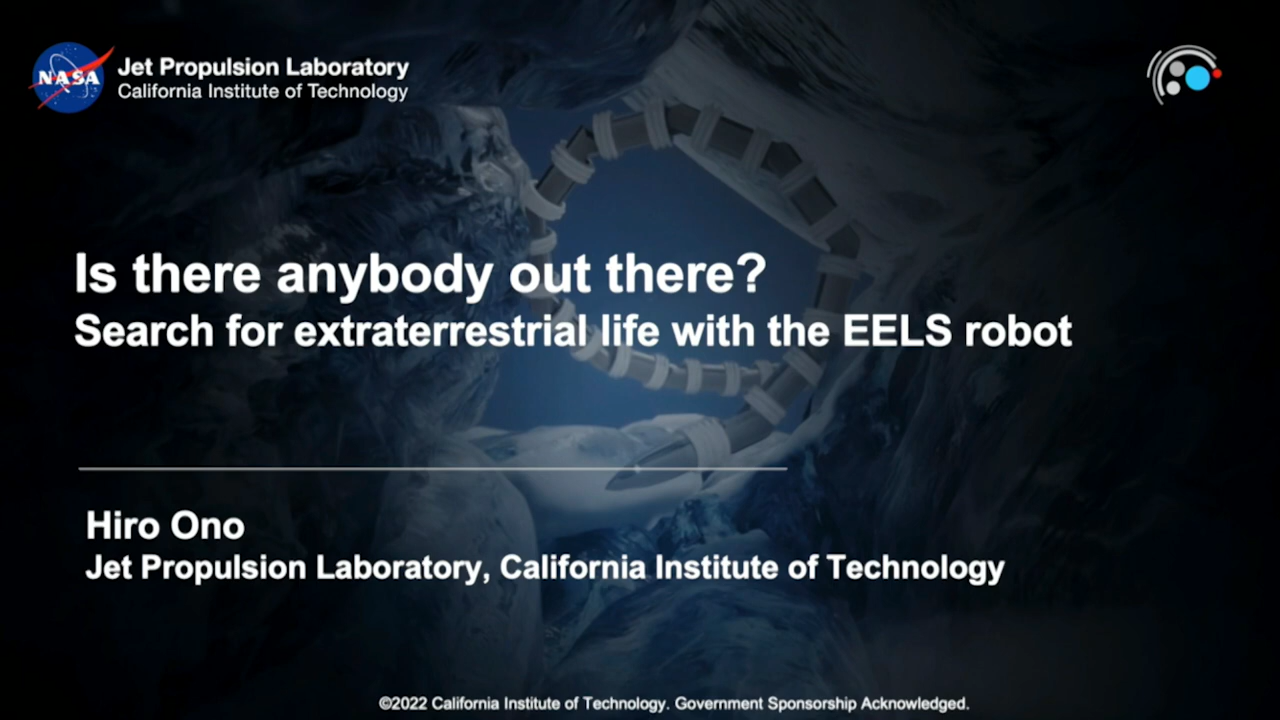 NASA
Jet Propulsion Laboratory
California Institute of Technology
Is there anybody out there?
Search for extraterrestrial life with the EELS robot
Hiro Ono
Jet Propulsion Laboratory, California Institute of Technology
©2022 California Institute of Technology. Government Sponsorship Acknowledged.